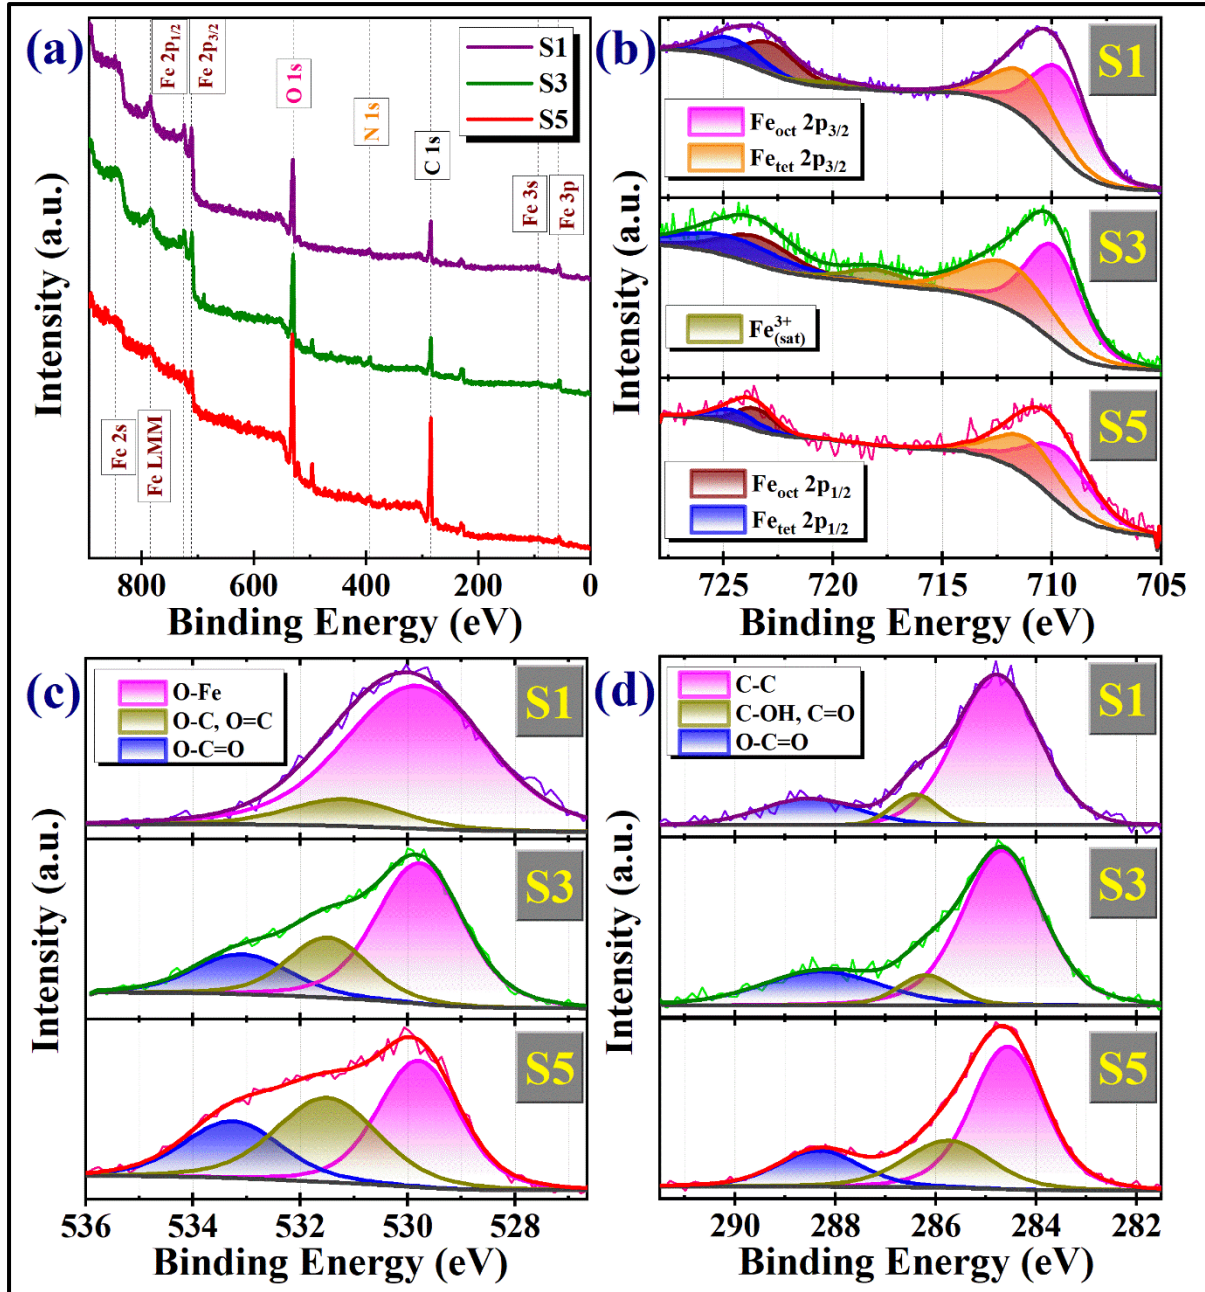 (a)
Fe 2p1/2
Fe 2p3/2
O 1s
N 1s
C 1s
Fe 3s
Fe 3p
S1
S3
S5
Fe 2s
Fe LMM
Intensity (a.u.)
800 600 400 200 0
Binding Energy (eV)
(b)
S1
Feoct 2p3/2
Fetet 2p3/2
S3
Fe3+(sat)
S5
Feoct 2p1/2
Fetet 2p1/2
Intensity (a.u.)
725 720 715 710 705
Binding Energy (eV)
(c)
O-Fe
O-C, O=C
O-C=O
S1
S3
S5
Intensity (a.u.)
Intensity (a.u.)
536 534 532 530 528
Binding Energy (eV)
(d)
C-C
C-OH, C=O
O-C=O
S1
S3
S5
Intensity (a.u.)
Intensity (a.u.)
290 288 286 284 282
Binding Energy (eV)